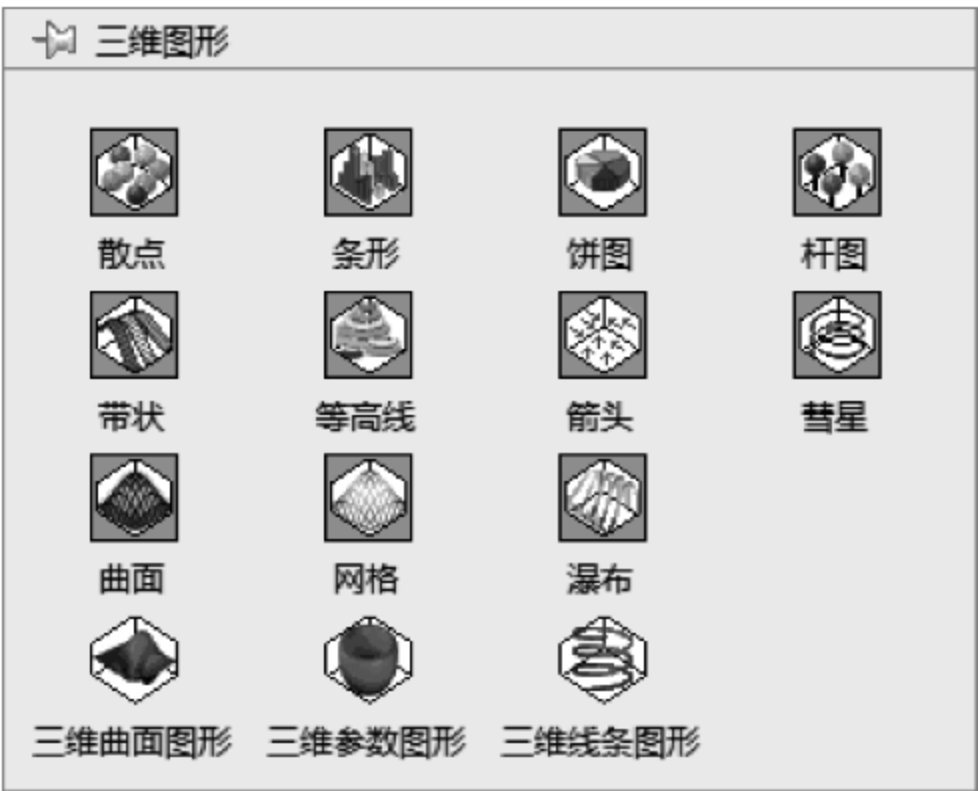 三维图形
散点 条形 饼图 杆图
带状 等高线 箭头 彗星
曲面 网格 瀑布
三维曲面图形 三维参数图形 三维线条图形